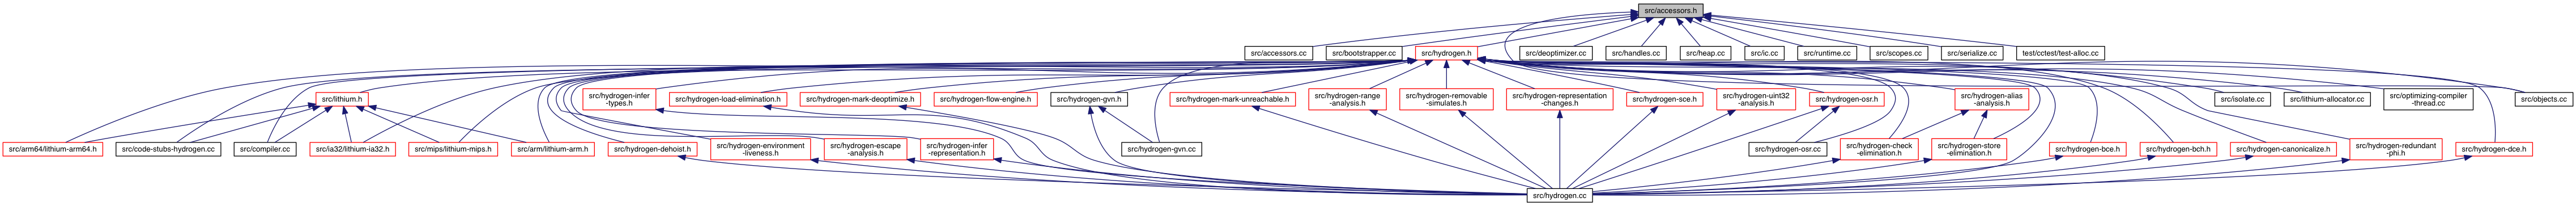 src/accessors.h
src/accessors.cc
src/bootstrapper.cc
src/hydrogen.h
src/deoptimizer.cc
src/handles.cc
src/heap.cc
src/ic.cc
src/runtime.cc
src/scopes.cc
src/serialize.cc
test/cctest/test-alloc.cc
src/lithium.h
src/hydrogen-infer
-types.h
src/hydrogen-load-elimination.h
src/hydrogen-mark-deoptimize.h
src/hydrogen-flow-engine.h
src/hydrogen-gvn.h
src/hydrogen-mark-unreachable.h
src/hydrogen-range
-analysis.h
src/hydrogen-removable
-simulates.h
src/hydrogen-representation
-changes.h
src/hydrogen-sce.h
src/hydrogen-uint32
-analysis.h
src/hydrogen-osr.h
src/hydrogen-alias
-analysis.h
src/isolate.cc
src/lithium-allocator.cc
src/optimizing-compiler
-thread.cc
src/objects.cc
src/arm64/lithium-arm64.h
src/code-stubs-hydrogen.cc
src/compiler.cc
src/ia32/lithium-ia32.h
src/mips/lithium-mips.h
src/arm/lithium-arm.h
src/hydrogen-dehoist.h
src/hydrogen-environment
-liveness.h
src/hydrogen-escape
-analysis.h
src/hydrogen-infer
-representation.h
src/hydrogen-gvn.cc
src/hydrogen-osr.cc
src/hydrogen-check
-elimination.h
src/hydrogen-store
-elimination.h
src/hydrogen-bce.h
src/hydrogen-bch.h
src/hydrogen-canonicalize.h
src/hydrogen-redundant
-phi.h
src/hydrogen-dce.h
src/hydrogen.cc